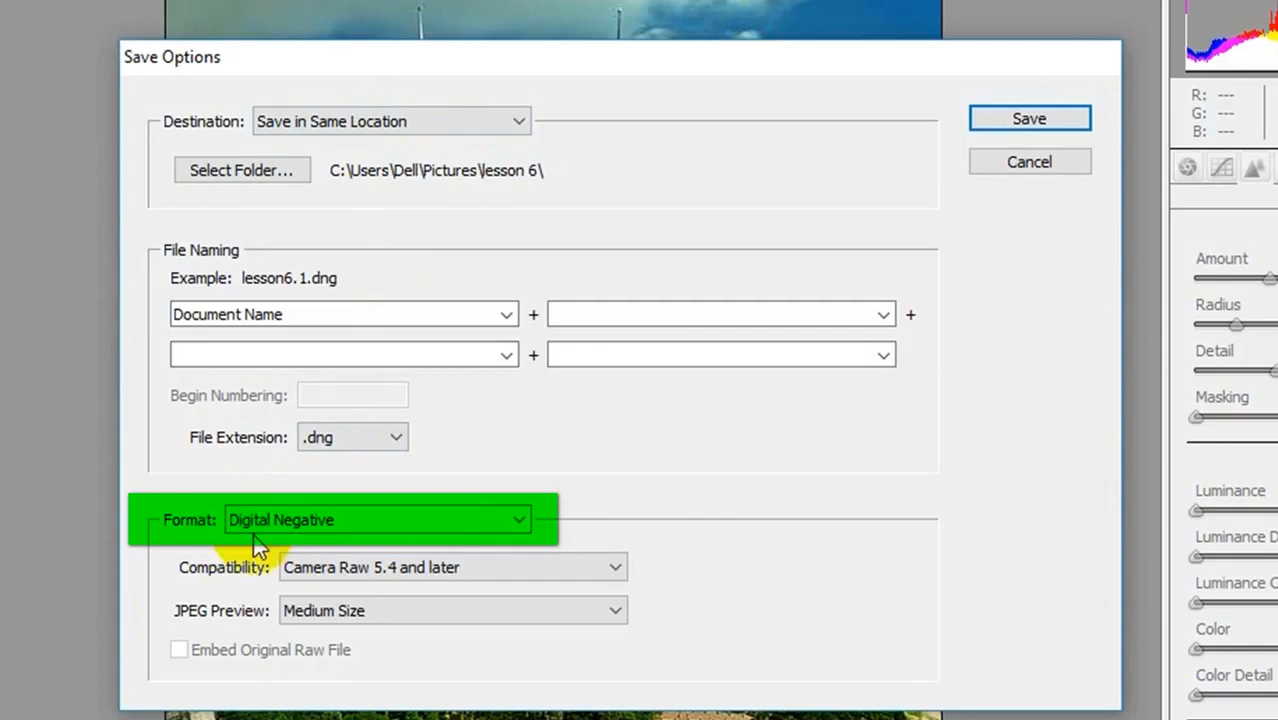 Save Options
Destination: Save in Same Location
Select Folder... C:\Users\Dell\Pictures\lesson 6\
Save
Cancel
File Naming
Example: lesson6.1.dng
Document Name + +
+
Begin Numbering:
File Extension: .dng
Format: Digital Negative
Compatibility: Camera Raw 5.4 and later
JPEG Preview: Medium Size
Embed Original Raw File
R: ---
G: ---
B: ---
Amount
Radius
Detail
Masking
Luminance
Luminance D
Luminance C
Color
Color Detail